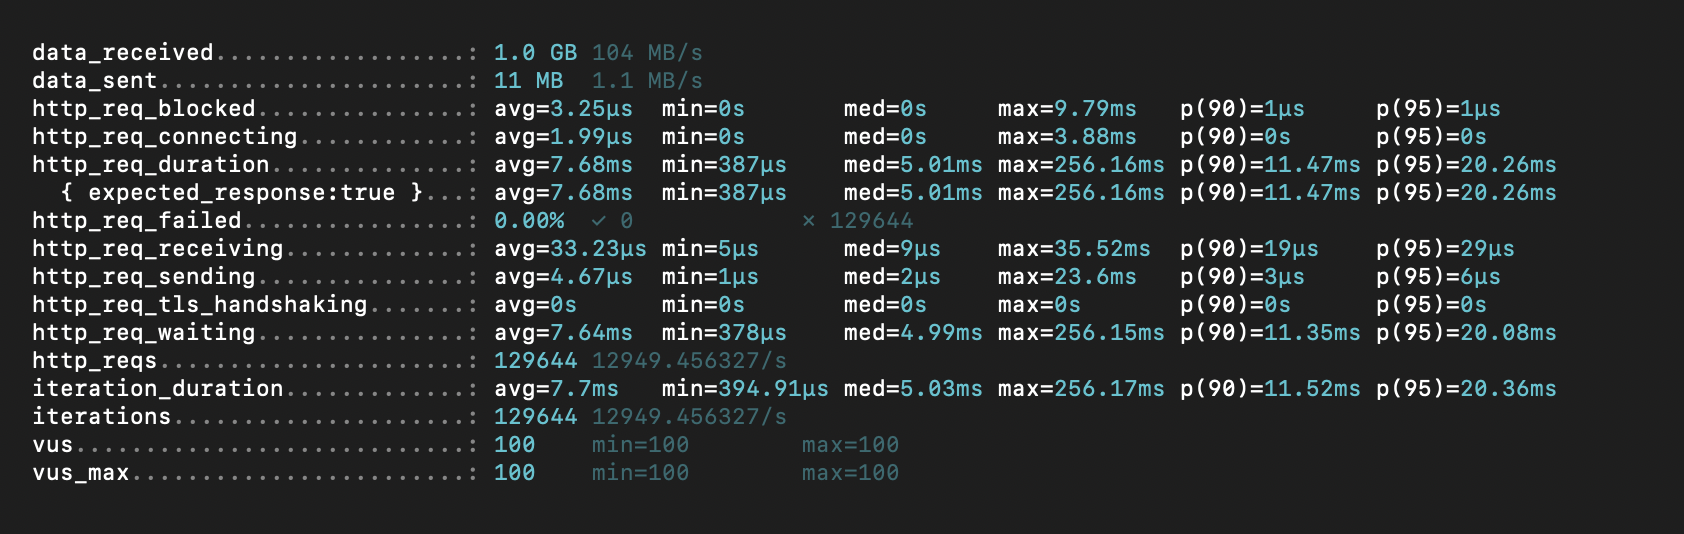 data_received..................: 1.0 GB 104 MB/s
data_sent......................: 11 MB  1.1 MB/s
http_req_blocked...............: avg=3.25µs  min=0s       med=0s     max=9.79ms   p(90)=1µs     p(95)=1µs
http_req_connecting............: avg=1.99µs  min=0s       med=0s     max=3.88ms   p(90)=0s      p(95)=0s
http_req_duration..............: avg=7.68ms  min=387µs    med=5.01ms max=256.16ms p(90)=11.47ms p(95)=20.26ms
  { expected_response:true }...: avg=7.68ms  min=387µs    med=5.01ms max=256.16ms p(90)=11.47ms p(95)=20.26ms
http_req_failed................: 0.00%  ✓ 0            ✗ 129644
http_req_receiving.............: avg=33.23µs min=5µs      med=9µs    max=35.52ms  p(90)=19µs    p(95)=29µs
http_req_sending...............: avg=4.67µs  min=1µs      med=2µs    max=23.6ms   p(90)=3µs     p(95)=6µs
http_req_tls_handshaking.......: avg=0s      min=0s       med=0s     max=0s       p(90)=0s      p(95)=0s
http_req_waiting...............: avg=7.64ms  min=378µs    med=4.99ms max=256.15ms p(90)=11.35ms p(95)=20.08ms
http_reqs......................: 129644 12949.456327/s
iteration_duration.............: avg=7.7ms   min=394.91µs med=5.03ms max=256.17ms p(90)=11.52ms p(95)=20.36ms
iterations.....................: 129644 12949.456327/s
vus............................: 100    min=100        max=100
vus_max........................: 100    min=100        max=100